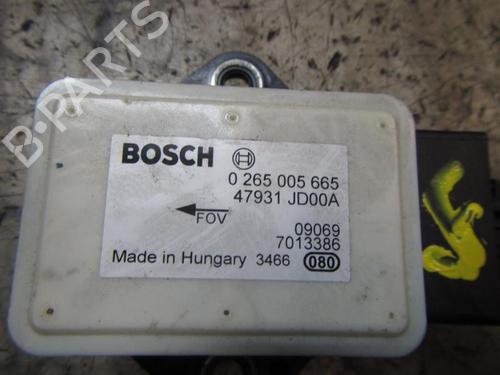 B-PARTS
BOSCH
0 265 005 665
47931 JD00A
FOV
09069
7013386
Made in Hungary 3466 080